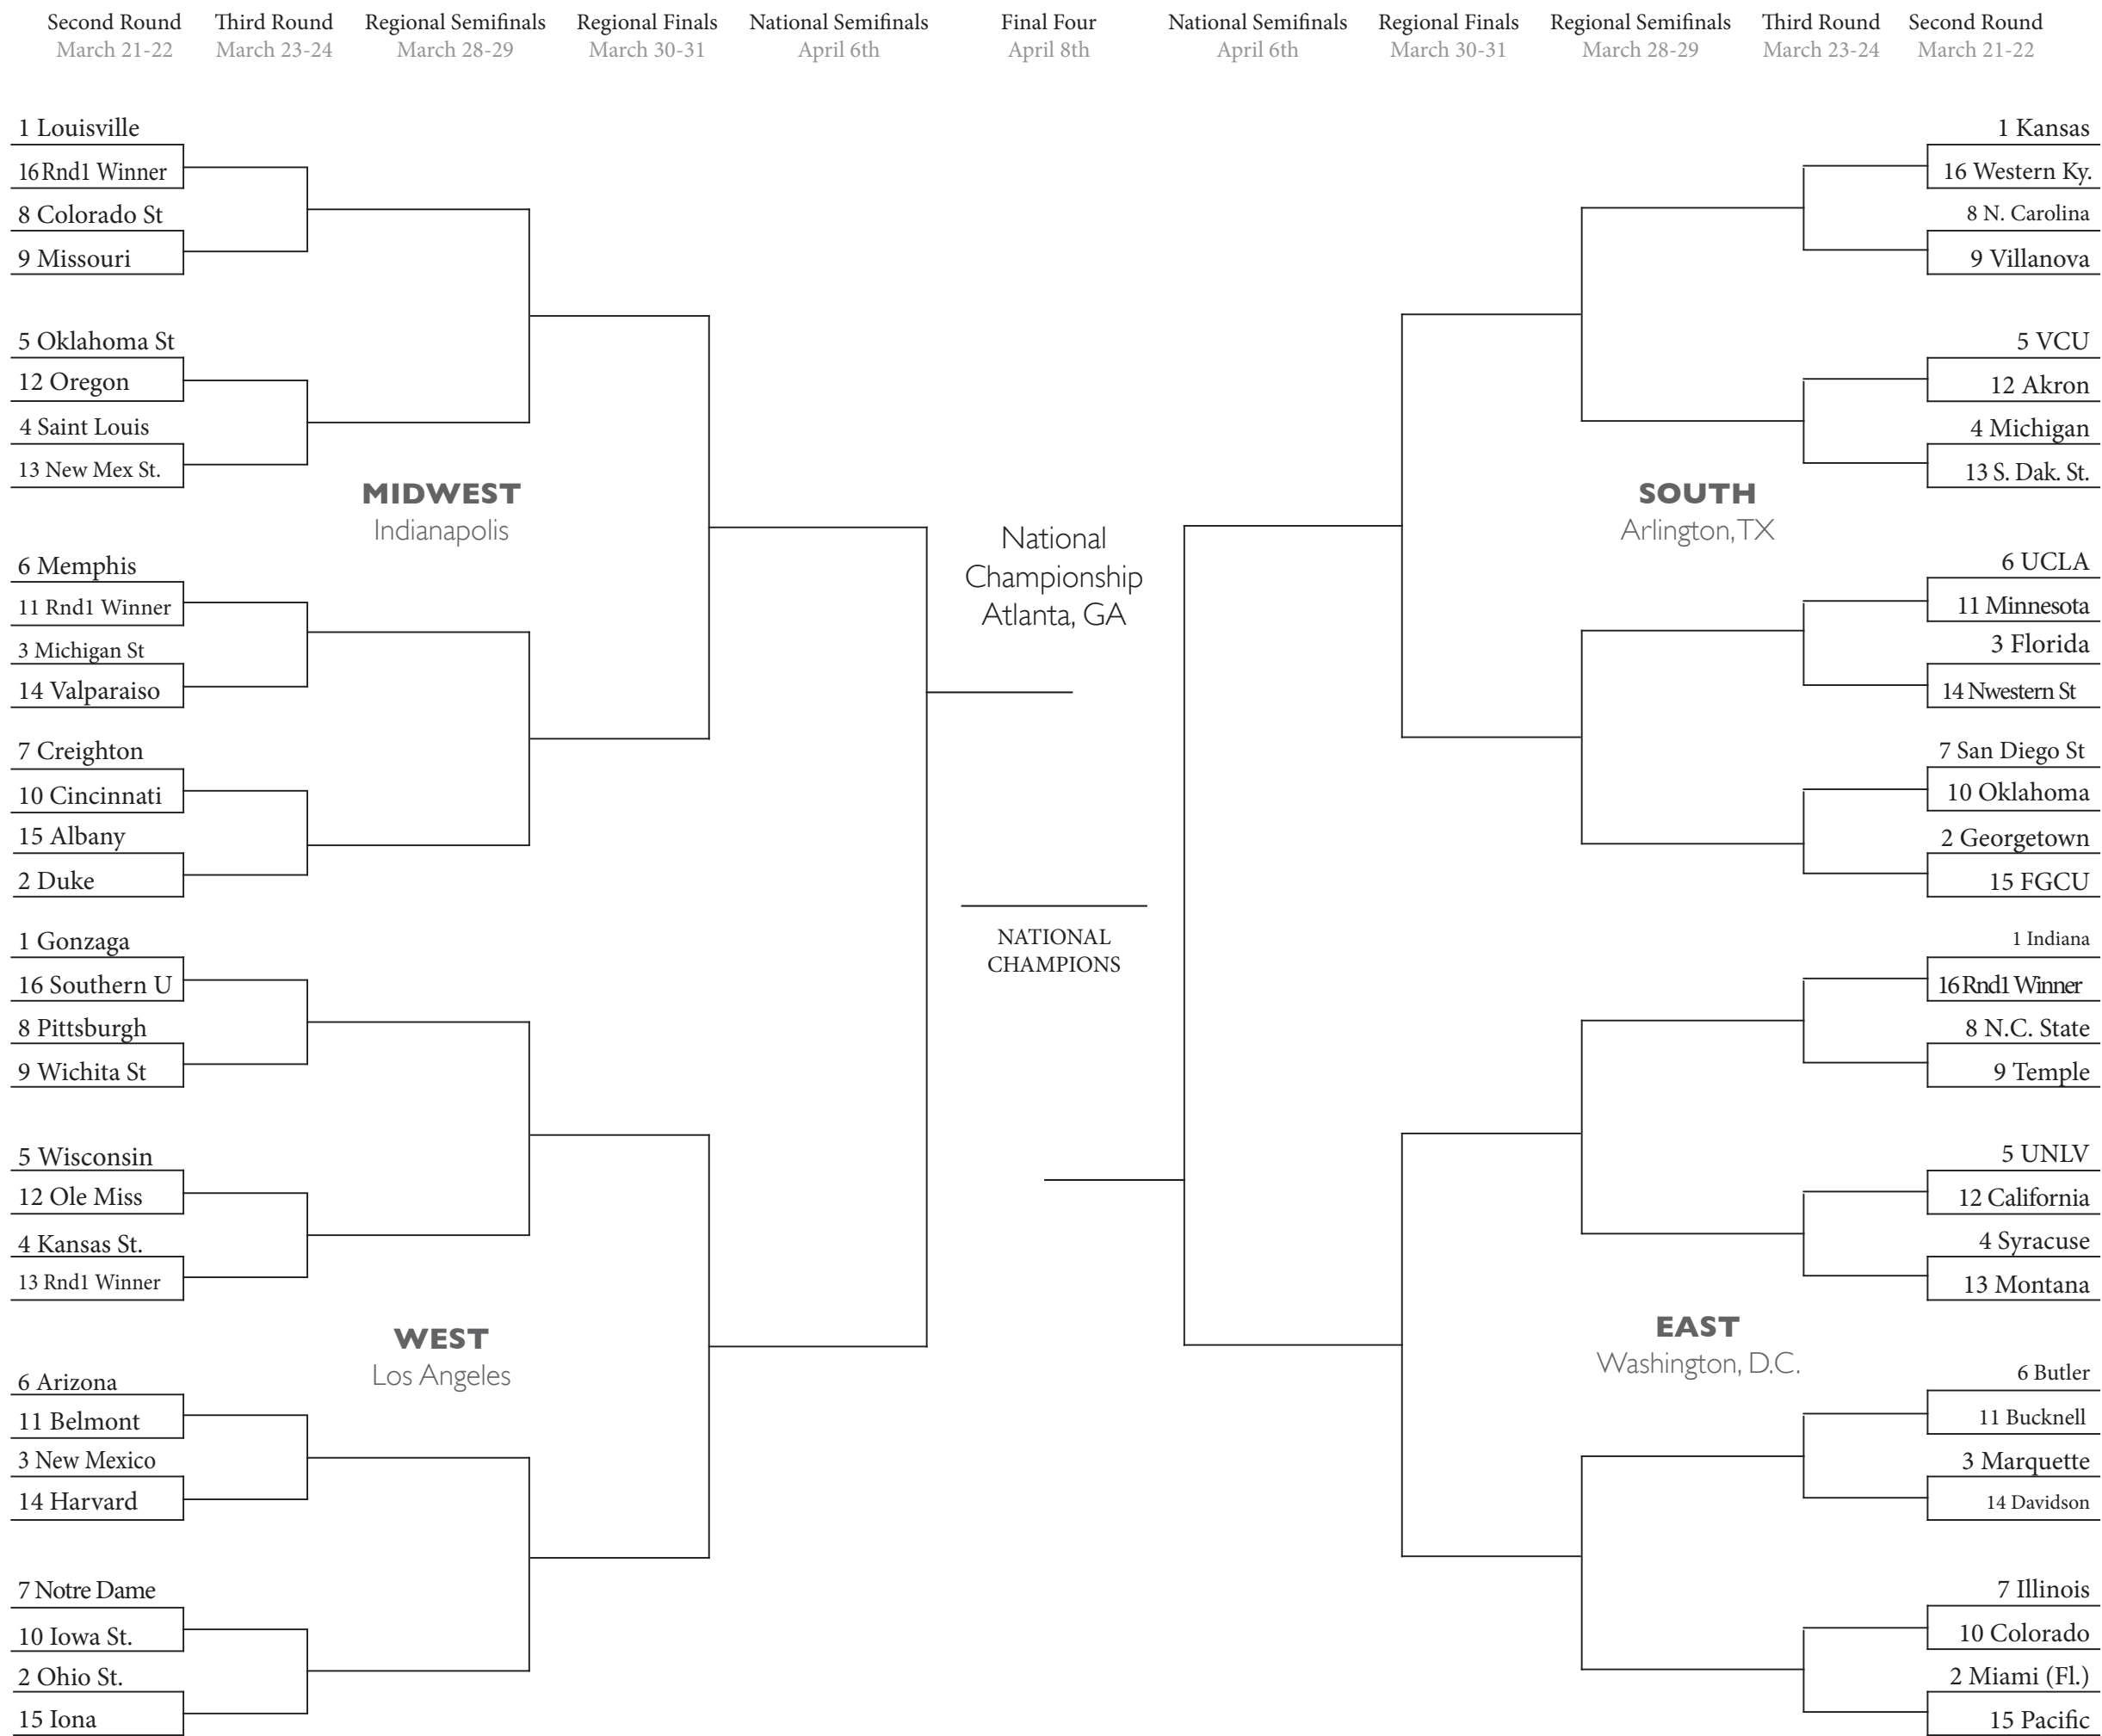 Second Round
March 21-22
Third Round
March 23-24
Regional Semifinals
March 28-29
Regional Finals
March 30-31
National Semifinals
April 6th
Final Four
April 8th
National Semifinals
April 6th
Regional Finals
March 30-31
Regional Semifinals
March 28-29
Third Round
March 23-24
Second Round
March 21-22
1 Louisville
16 Rnd1 Winner
8 Colorado St
9 Missouri
5 Oklahoma St
12 Oregon
4 Saint Louis
13 New Mex St.
MIDWEST
Indianapolis
6 Memphis
11 Rnd1 Winner
3 Michigan St
14 Valparaiso
7 Creighton
10 Cincinnati
15 Albany
2 Duke
1 Gonzaga
16 Southern U
8 Pittsburgh
9 Wichita St
5 Wisconsin
12 Ole Miss
4 Kansas St.
13 Rnd1 Winner
WEST
Los Angeles
6 Arizona
11 Belmont
3 New Mexico
14 Harvard
7 Notre Dame
10 Iowa St.
2 Ohio St.
15 Iona
National
Championship
Atlanta, GA
NATIONAL
CHAMPIONS
1 Kansas
16 Western Ky.
8 N. Carolina
9 Villanova
5 VCU
12 Akron
4 Michigan
13 S. Dak. St.
SOUTH
Arlington, TX
6 UCLA
11 Minnesota
3 Florida
14 Nwestern St
7 San Diego St
10 Oklahoma
2 Georgetown
15 FGCU
1 Indiana
16 Rnd1 Winner
8 N.C. State
9 Temple
5 UNLV
12 California
4 Syracuse
13 Montana
EAST
Washington, D.C.
6 Butler
11 Bucknell
3 Marquette
14 Davidson
7 Illinois
10 Colorado
2 Miami (Fl.)
15 Pacific